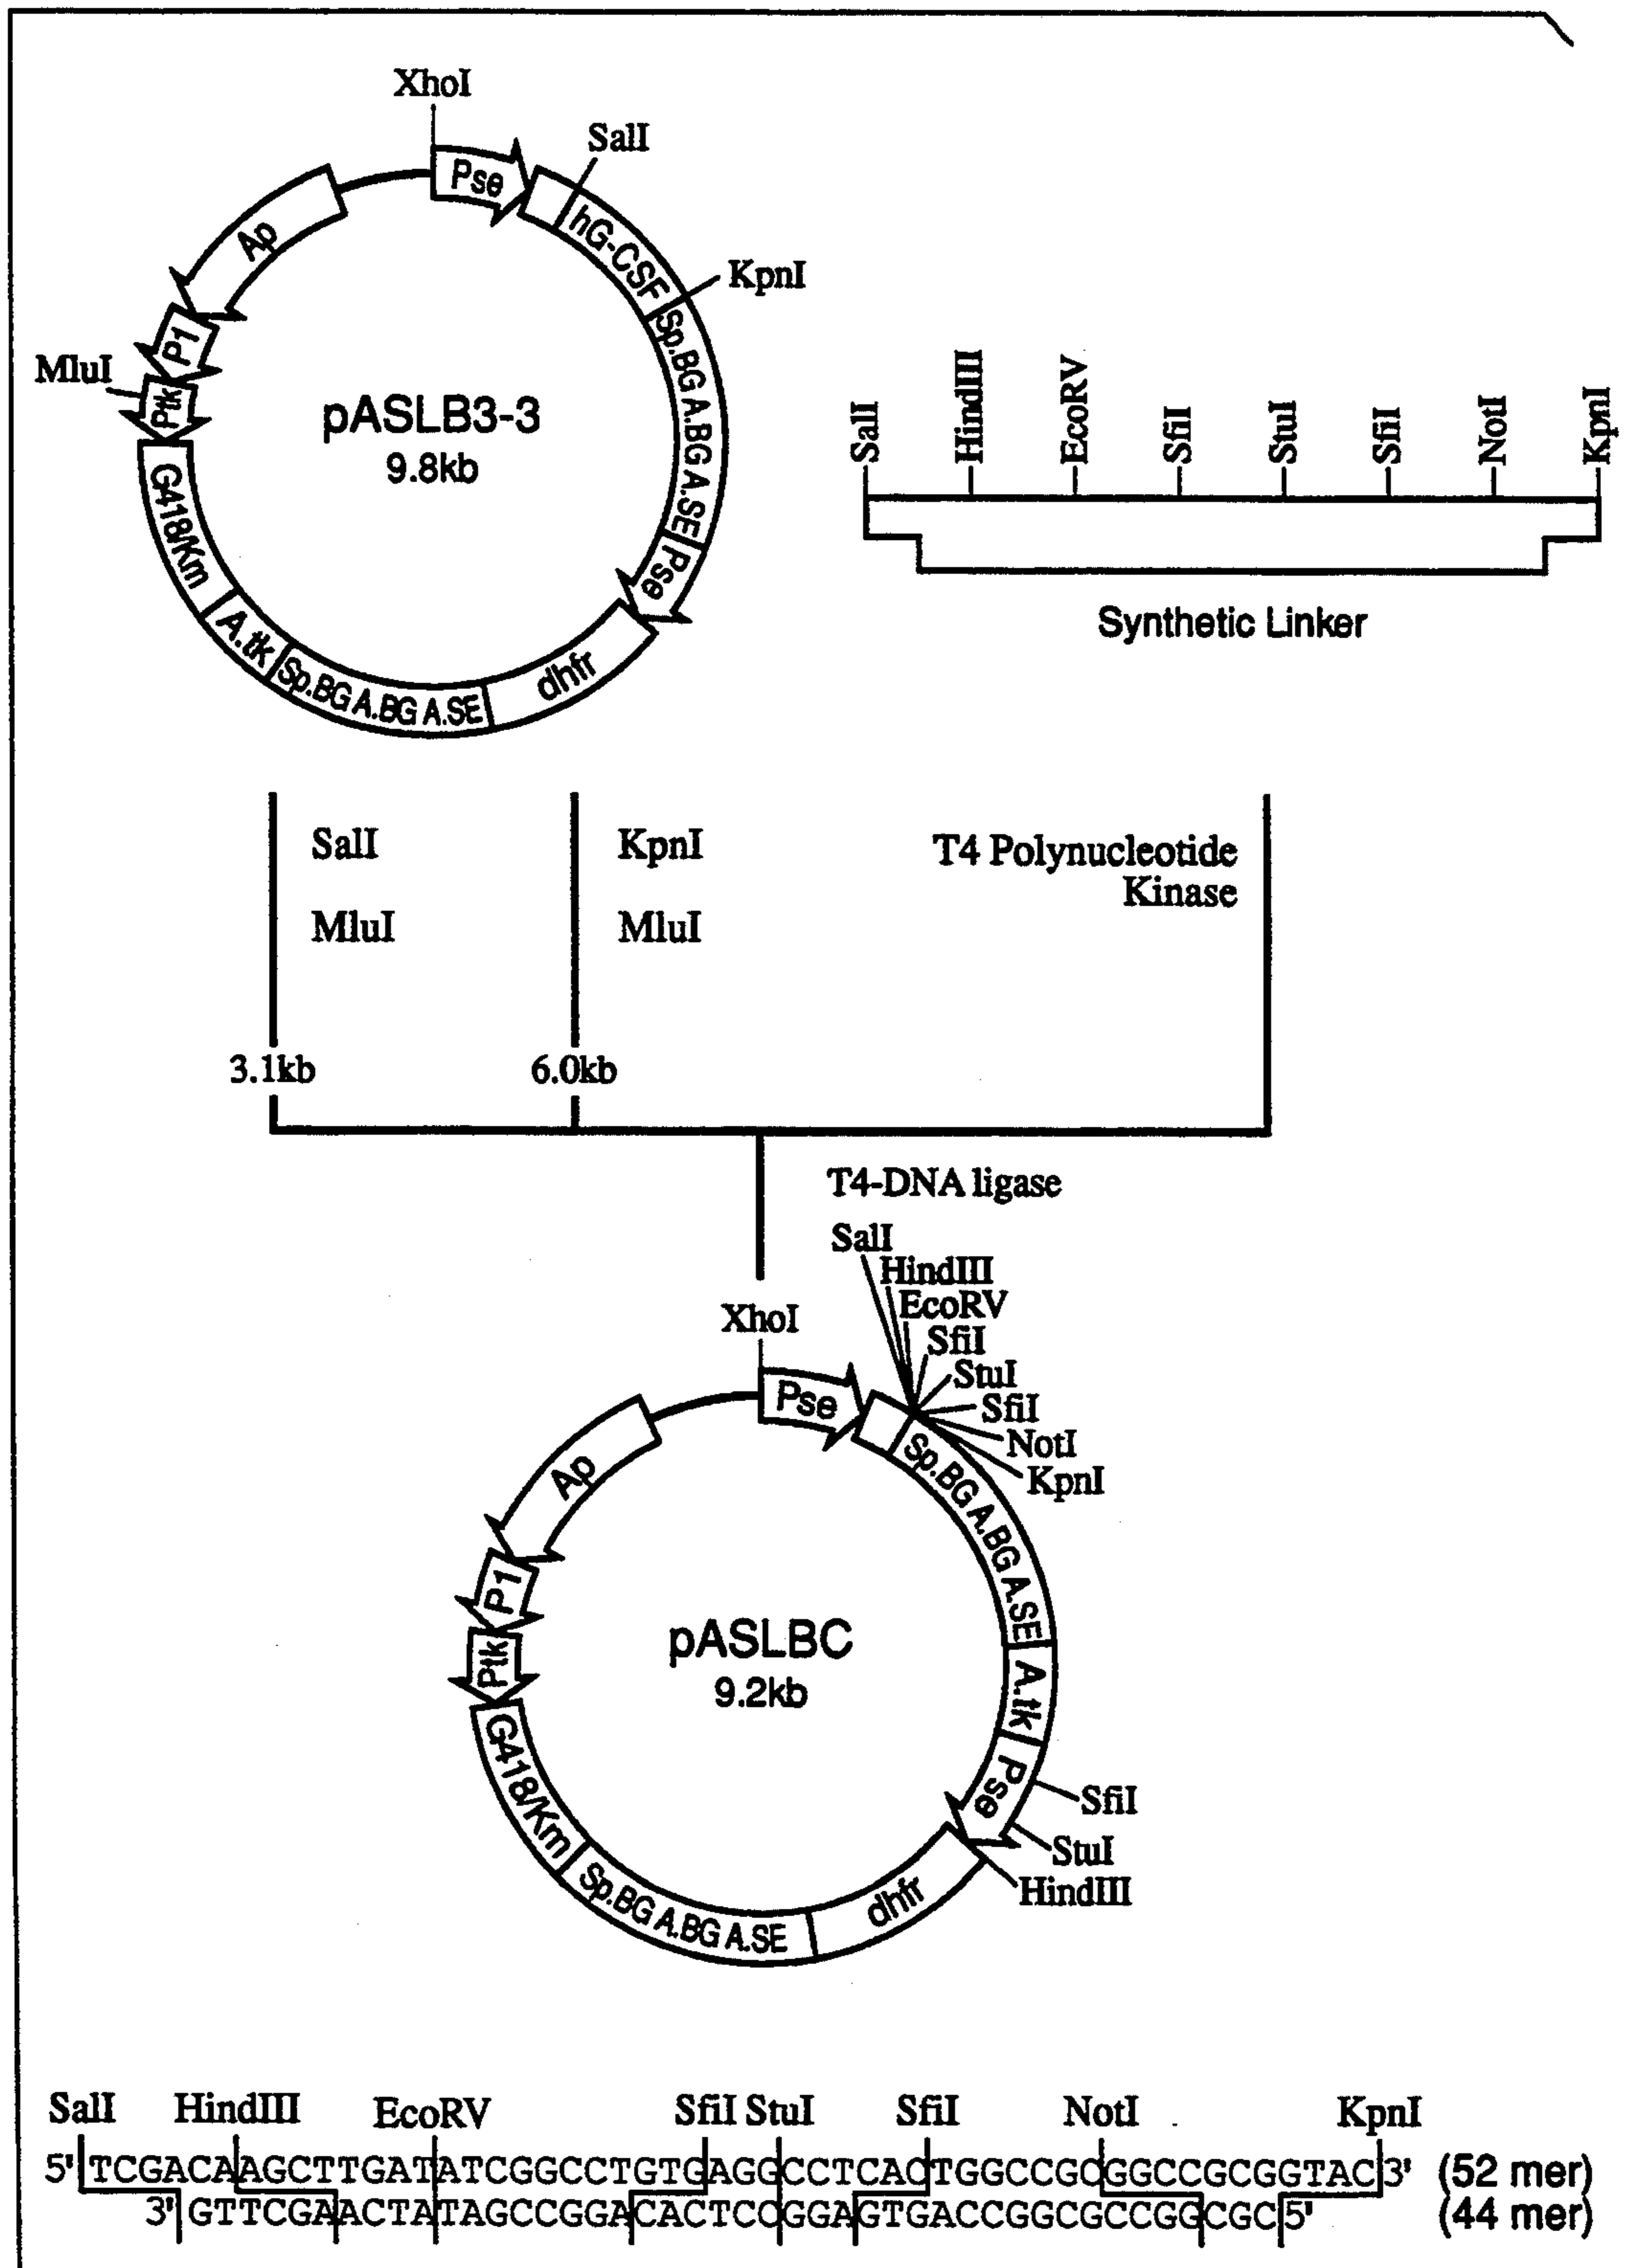 XhoI
SalI
Pse
hG-CSF
KpnI
Ap
P1
MluI
Ptk
pASLB3-3
9.8kb
Sp.BG A.BG A.SE
Pse
G418/Km
A.tk
Sp.BG A.BG A.SE
dhfr
SalI
HindIII
EcoRV
SfiI
StuI
SfiI
NotI
KpnI
Synthetic Linker
SalI
MluI
KpnI
MluI
T4 Polynucleotide
Kinase
3.1kb
6.0kb
T4-DNA ligase
SalI
HindIII
EcoRV
SfiI
StuI
SfiI
NotI
KpnI
XhoI
Pse
Ap
Sp.BG A.BG A.SE
P1
Ptk
pASLBC
9.2kb
A.tk
Pse
SfiI
StuI
HindIII
G418/Km
Sp.BG A.BG A.SE
dhfr
SalI HindIII EcoRV SfiI StuI SfiI NotI KpnI
5' TCGACAAGCTTGATATCGGCCTGTGAGGCCTCACTGGCCGCGGCCGCGGTAC 3' (52 mer)
3' GTTCGAACTATAGCCGGACACTCCGGAGTGACCGGCGCCGGCGC 5' (44 mer)